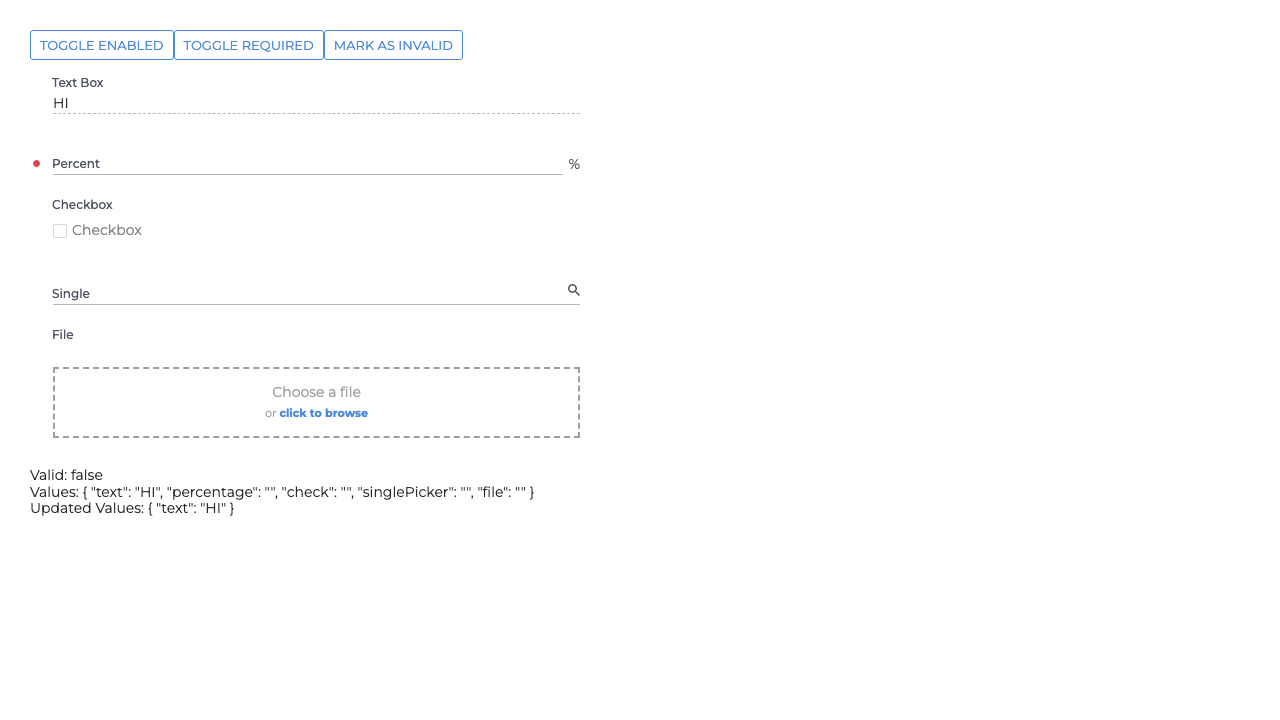 TOGGLE ENABLED TOGGLE REQUIRED MARK AS INVALID
Text Box
HI
Percent %
Checkbox
Checkbox
Single
File
Choose a file
or click to browse
Valid: false
Values: { "text": "HI", "percentage": "", "check": "", "singlePicker": "", "file": "" }
Updated Values: { "text": "HI" }